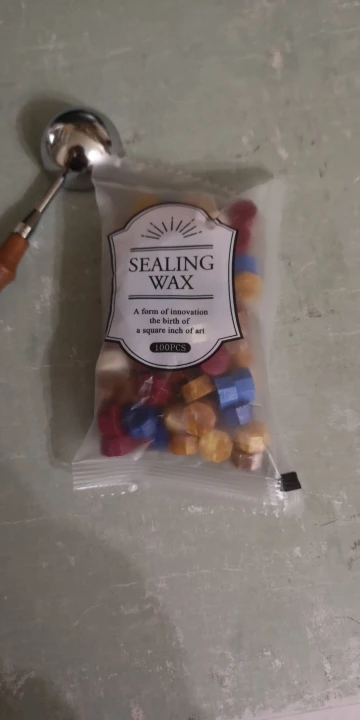 SEALING
WAX
A form of innovation
the birth of
a square inch of art
100PCS